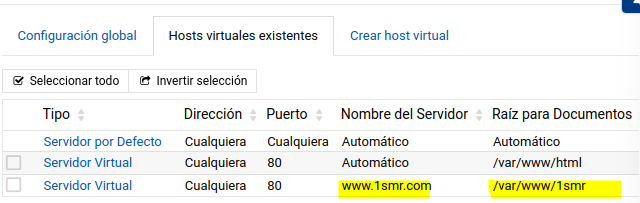 Configuración global Hosts virtuales existentes Crear host virtual
Seleccionar todo Invertir selección
Tipo Dirección Puerto Nombre del Servidor Raíz para Documentos
Servidor por Defecto Cualquiera Cualquiera Automático Automático
Servidor Virtual Cualquiera 80 Automático /var/www/html
Servidor Virtual Cualquiera 80 www.1smr.com /var/www/1smr